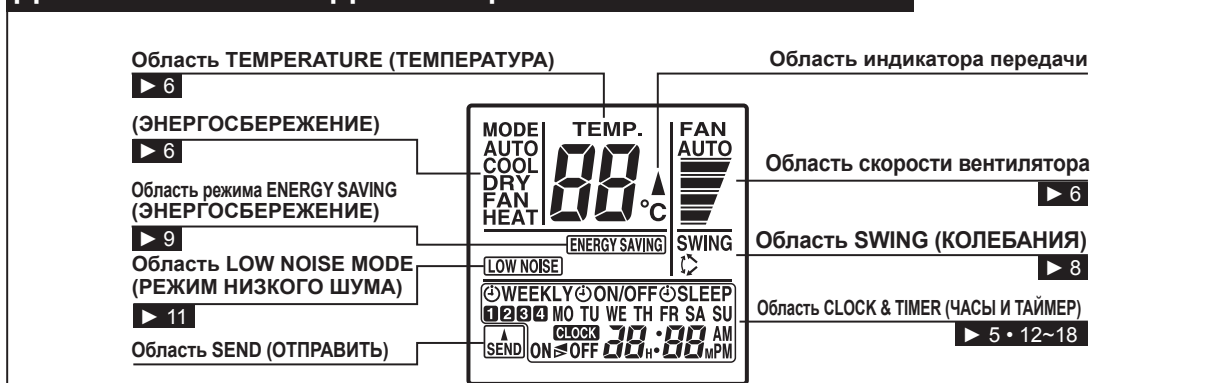 Область TEMPERATURE (ТЕМПЕРАТУРА)
► 6
(ЭНЕРГОСБЕРЕЖЕНИЕ)
► 6
Область режима ENERGY SAVING
(ЭНЕРГОСБЕРЕЖЕНИЕ)
► 9
Область LOW NOISE MODE
(РЕЖИМ НИЗКОГО ШУМА)
► 11
Область SEND (ОТПРАВИТЬ)
MODE
AUTO
COOL
DRY
FAN
HEAT
TEMP.
88
°C
FAN
AUTO
ENERGY SAVING
SWING
LOW NOISE
WEEKLY ON/OFF SLEEP
1 2 3 4 MO TU WE TH FR SA SU
SEND
CLOCK
AM
ON OFF 28 H. 88 M PM
Область индикатора передачи
Область скорости вентилятора
► 6
Область SWING (КОЛЕБАНИЯ)
► 8
Область CLOCK & TIMER (ЧАСЫ И ТАЙМЕР)
► 5 • 12~18